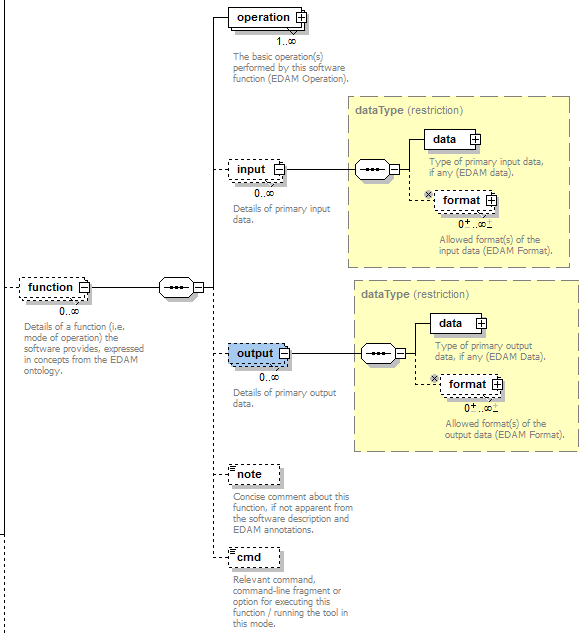 operation
1..∞
The basic operation(s)
performed by this software
function (EDAM Operation).
dataType (restriction)
data
Type of primary input data,
if any (EDAM data).
input
0..∞
Details of primary input
data.
format
0..∞
Allowed format(s) of the
input data (EDAM Format).
function
0..∞
Details of a function (i.e.
mode of operation) the
software provides, expressed
in concepts from the EDAM
ontology.
dataType (restriction)
data
Type of primary output
data, if any (EDAM Data).
output
0..∞
Details of primary output
data.
format
0..∞
Allowed format(s) of the
output data (EDAM Format).
note
Concise comment about this
function, if not apparent from
the software description and
EDAM annotations.
cmd
Relevant command,
command-line fragment or
option for executing this
function / running the tool in
this mode.